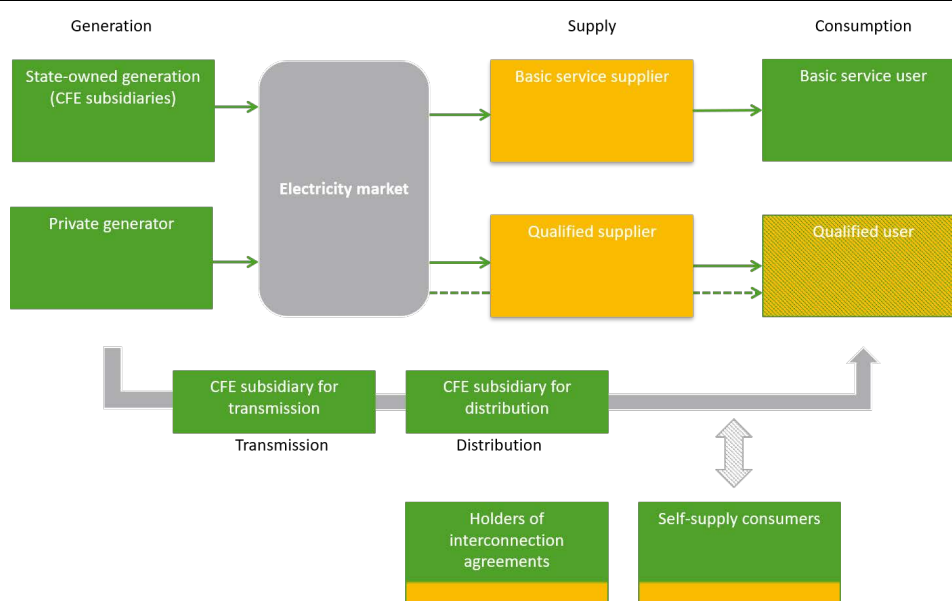 Generation
Supply
Consumption
State-owned generation
(CFE subsidiaries)
Basic service supplier
Basic service user
Electricity market
Private generator
Qualified supplier
Qualified user
CFE subsidiary for
transmission
CFE subsidiary for
distribution
Transmission
Distribution
Holders of
interconnection
agreements
Self-supply consumers